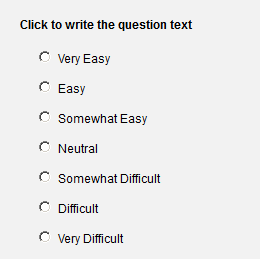 Click to write the question text
Very Easy
Easy
Somewhat Easy
Neutral
Somewhat Difficult
Difficult
Very Difficult